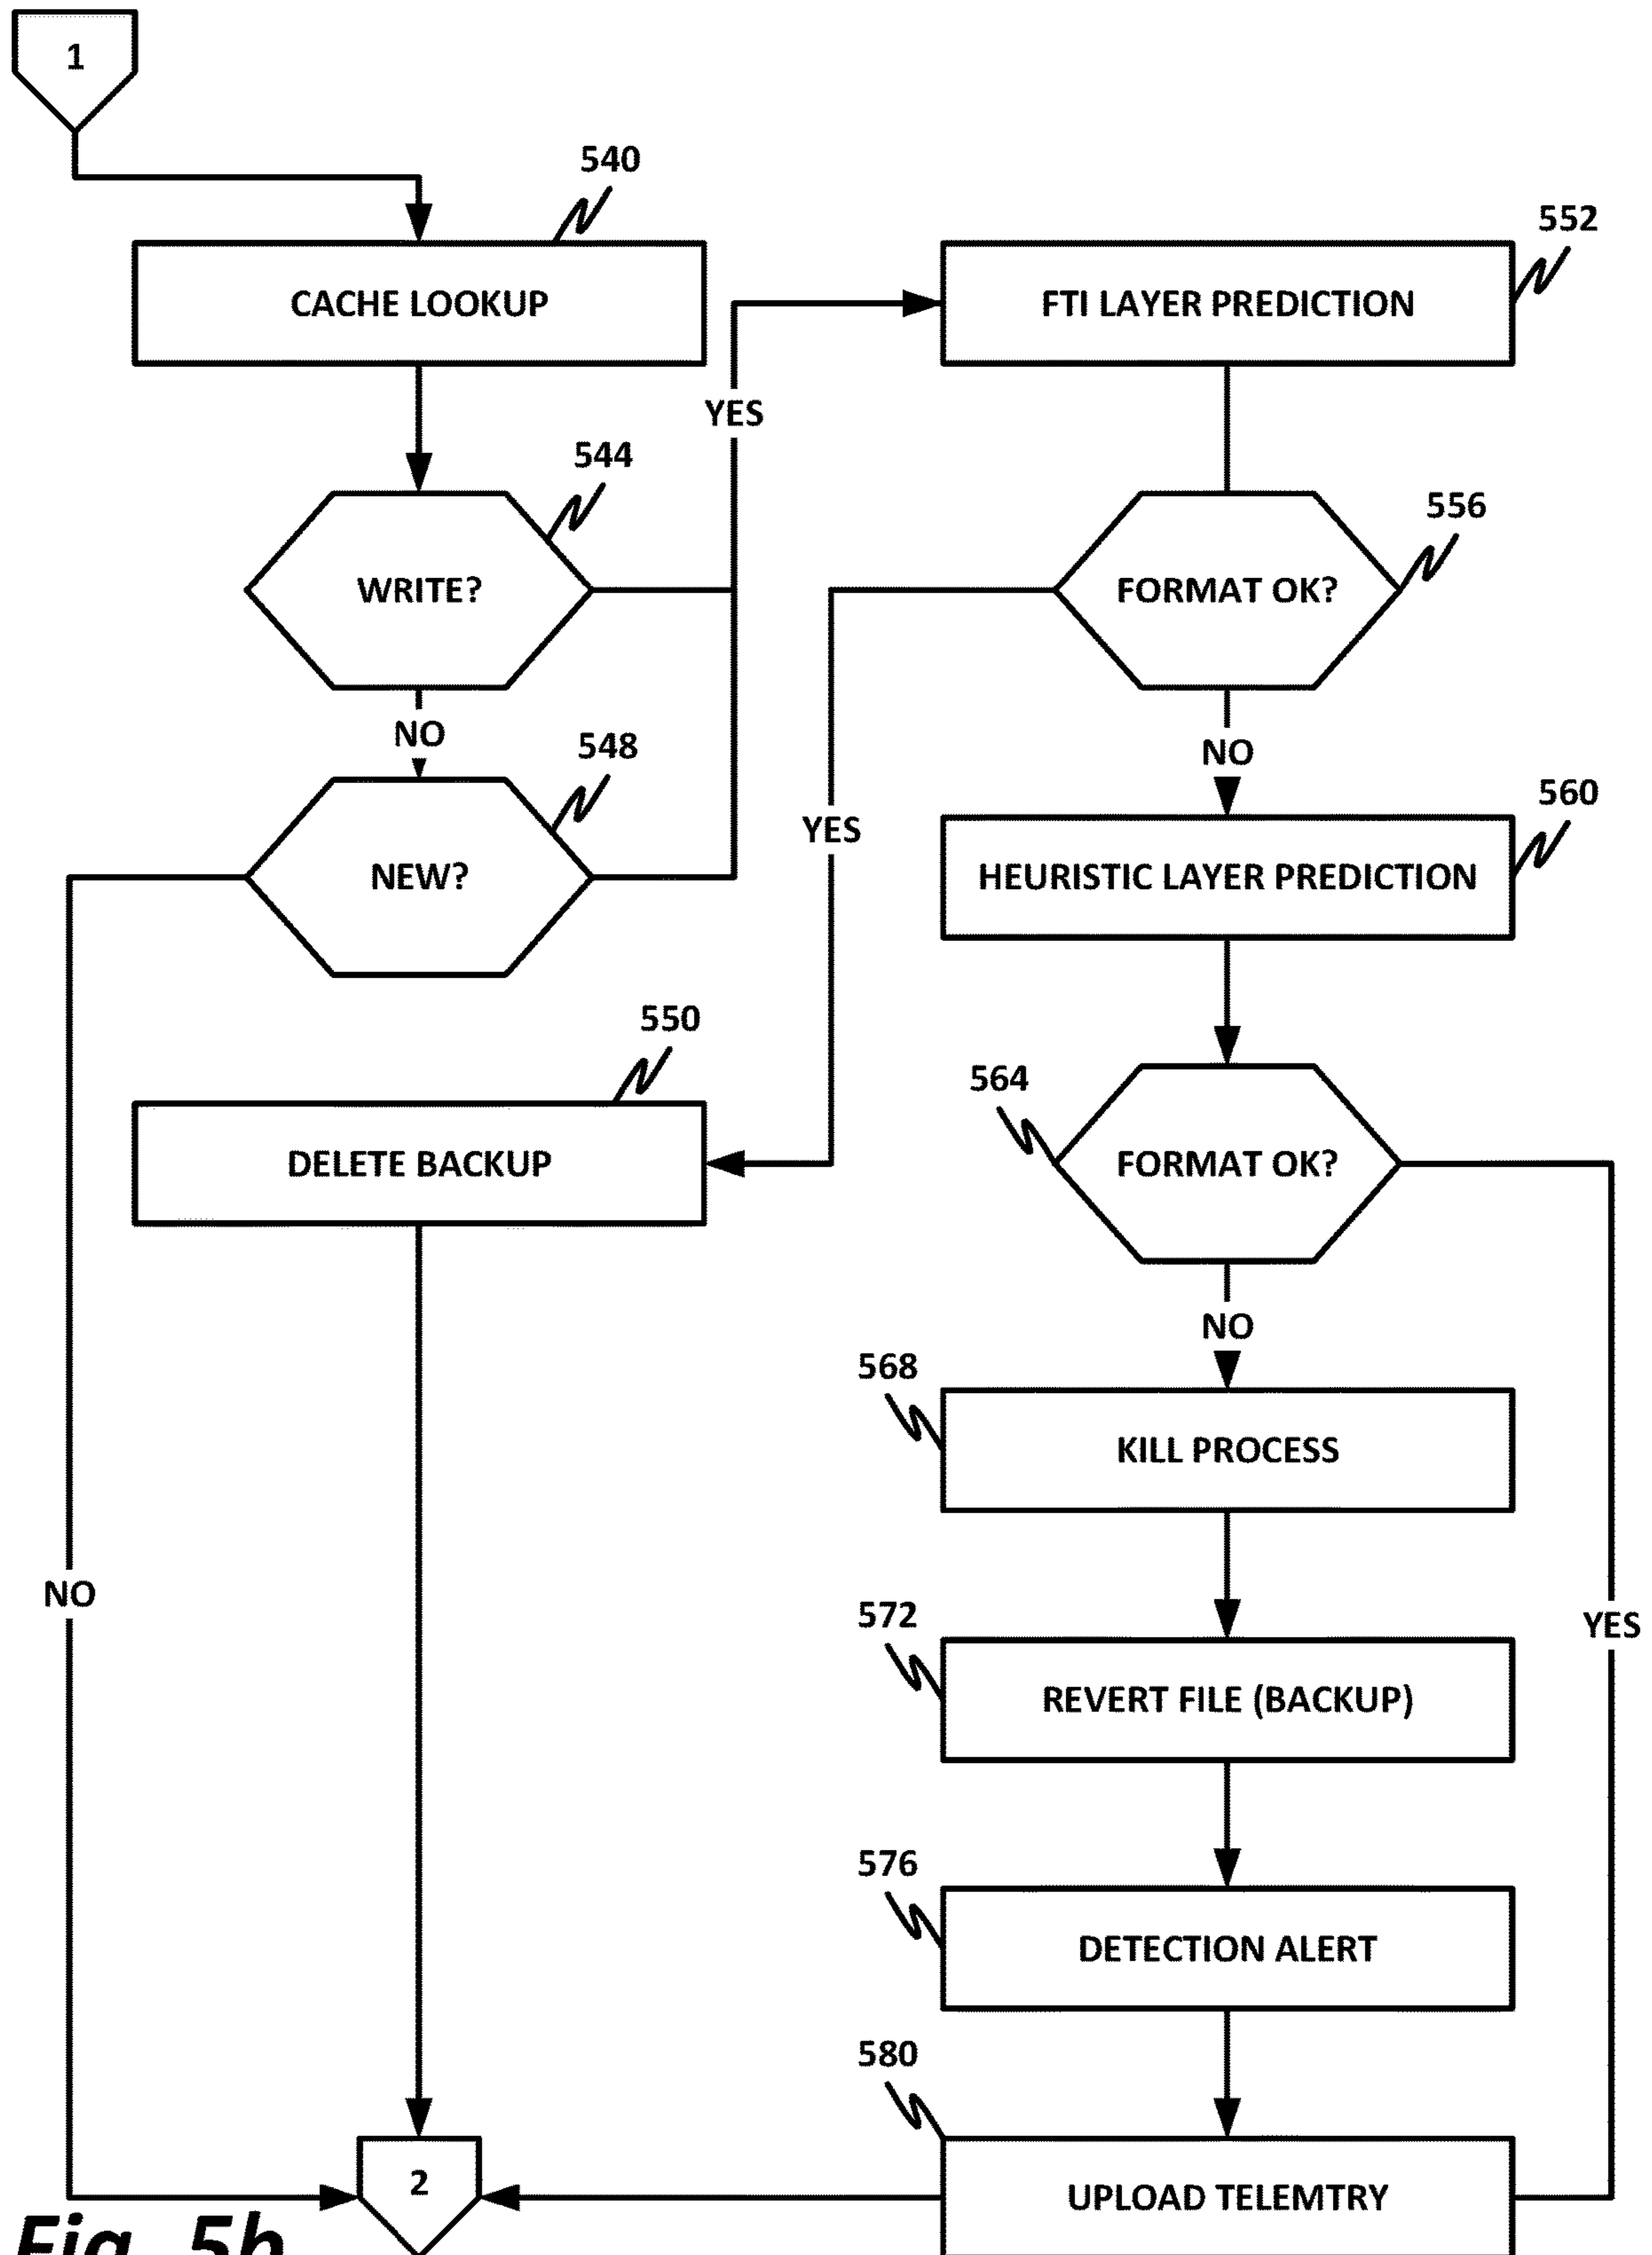 1
540
CACHE LOOKUP
552
FTI LAYER PREDICTION
YES
544
WRITE?
556
FORMAT OK?
NO
548
NEW?
NO
560
HEURISTIC LAYER PREDICTION
YES
550
DELETE BACKUP
564
FORMAT OK?
NO
568
KILL PROCESS
NO
572
REVERT FILE (BACKUP)
YES
576
DETECTION ALERT
580
UPLOAD TELEMTRY
2
Fig. 5b